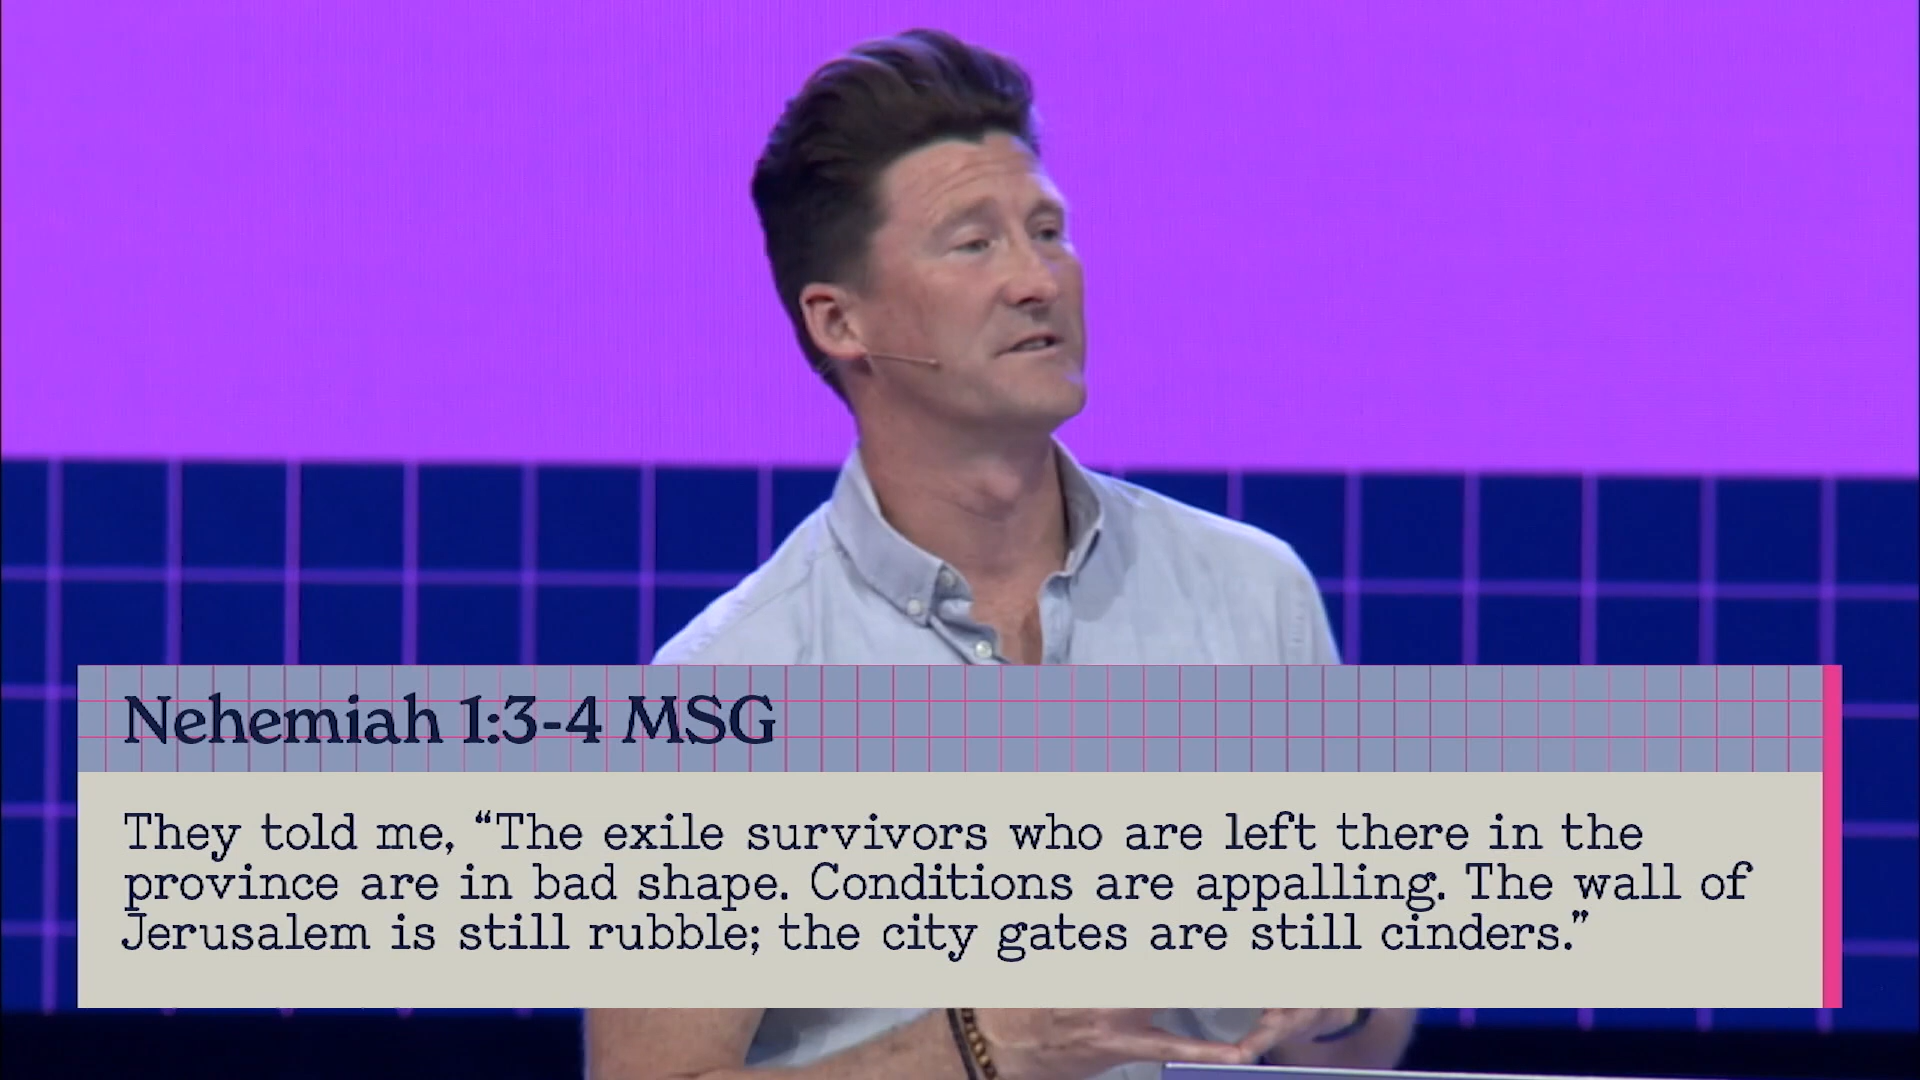 Nehemiah 1:3-4 MSG
They told me, “The exile survivors who are left there in the
province are in bad shape. Conditions are appalling. The wall of
Jerusalem is still rubble; the city gates are still cinders.”